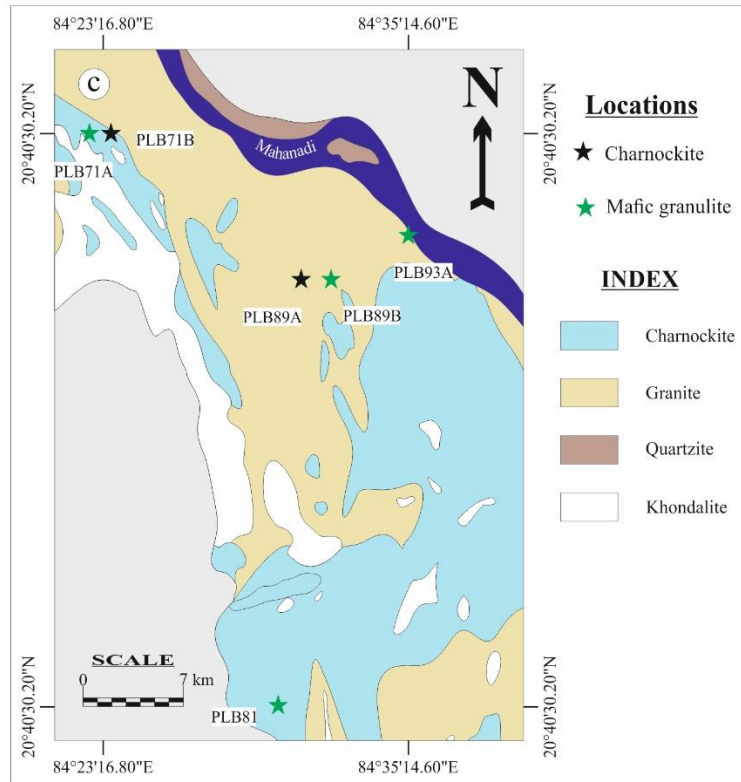 84°23'16.80"E
84°35'14.60"E
c
N
20°40'30.20"N
20°40'30.20"N
Mahanadi
PLB71B
PLB71A
PLB93A
PLB89A
PLB89B
SCALE
0
7 km
PLB81
20°40'30.20"N
20°40'30.20"N
84°23'16.80"E
84°35'14.60"E
Locations
Charnockite
Mafic granulite
INDEX
Charnockite
Granite
Quartzite
Khondalite